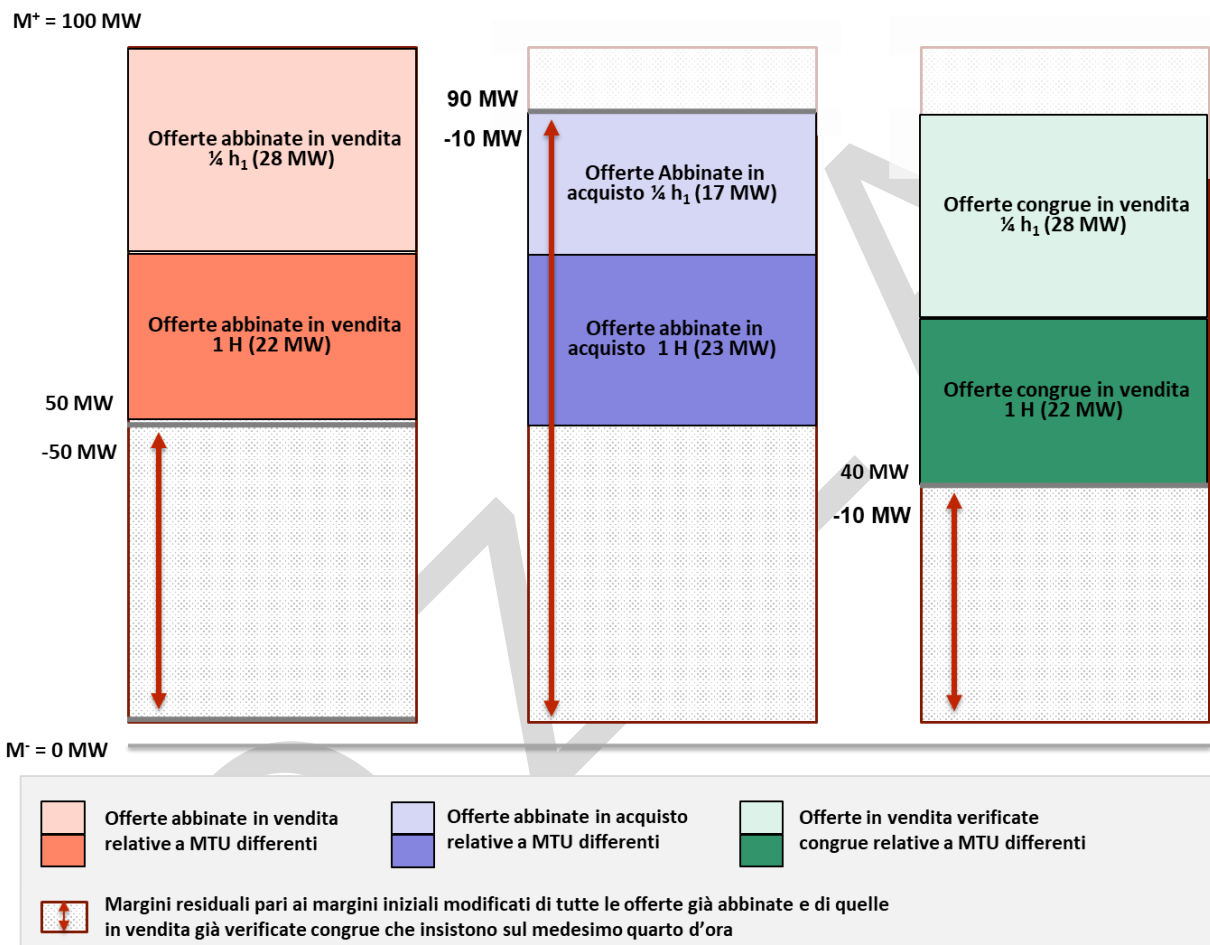 M⁺ = 100 MW
Offerte abbinate in vendita
¼ h₁ (28 MW)
Offerte abbinate in vendita
1 H (22 MW)
50 MW
-50 MW
90 MW
-10 MW
Offerte Abbinate in
acquisto ¼ h₁ (17 MW)
Offerte abbinate in
acquisto 1 H (23 MW)
Offerte congrue in vendita
¼ h₁ (28 MW)
Offerte congrue in vendita
1 H (22 MW)
40 MW
-10 MW
M⁻ = 0 MW
Offerte abbinate in vendita
relative a MTU differenti
Offerte abbinate in acquisto
relative a MTU differenti
Offerte in vendita verificate
congrue relative a MTU differenti
Margini residuali pari ai margini iniziali modificati di tutte le offerte già abbinate e di quelle
in vendita già verificate congrue che insistono sul medesimo quarto d'ora